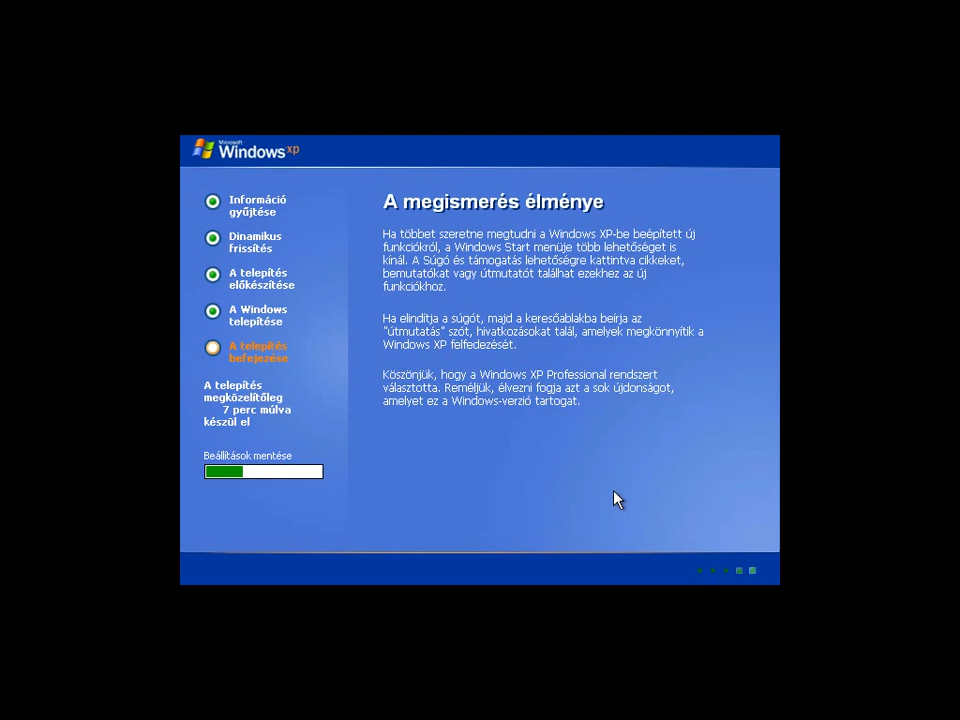 Microsoft
Windows xp
Információ
gyűjtése
Dinamikus
frissítés
A telepítés
előkészítése
A Windows
telepítése
A telepítés
befejezése
A telepítés
megközelítőleg
7 perc múlva
készül el
Beállítások mentése
A megismerés élménye
Ha többet szeretne megtudni a Windows XP-be beépített új
funkciókról, a Windows Start menüje több lehetőséget is
kínál. A Súgó és támogatás lehetőségre kattintva cikkeket,
bemutatókat vagy útmutatót találhat ezekhez az új
funkciókhoz.
Ha elindítja a súgót, majd a keresőablakba beírja az
"útmutatás" szót, hivatkozásokat talál, amelyek megkönnyítik a
Windows XP felfedezését.
Köszönjük, hogy a Windows XP Professional rendszert
választotta. Reméljük, élvezni fogja azt a sok újdonságot,
amelyet ez a Windows-verzió tartogat.